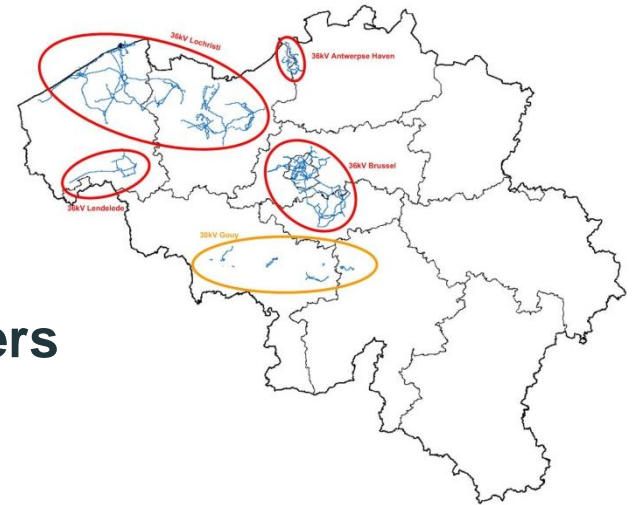 36kV Lochristi
36kV Antwerpse Haven
36kV Brussel
36kV Lendelede
30kV Gouy
ers